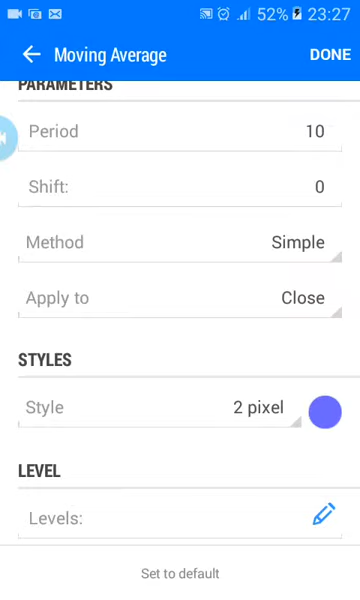 52% 23:27
Moving Average DONE
PARAMETERS
Period 10
Shift: 0
Method Simple
Apply to Close
STYLES
Style 2 pixel
LEVEL
Levels:
Set to default